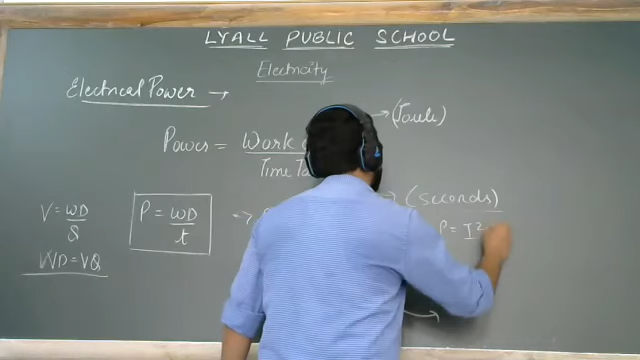 LYALL PUBLIC SCHOOL
Electricity
Electrical Power →
Power = Work
→ (Joule)
Time
→ (Seconds)
V = WD/Q
WD = VQ
P = WD/t
=>
P = I²